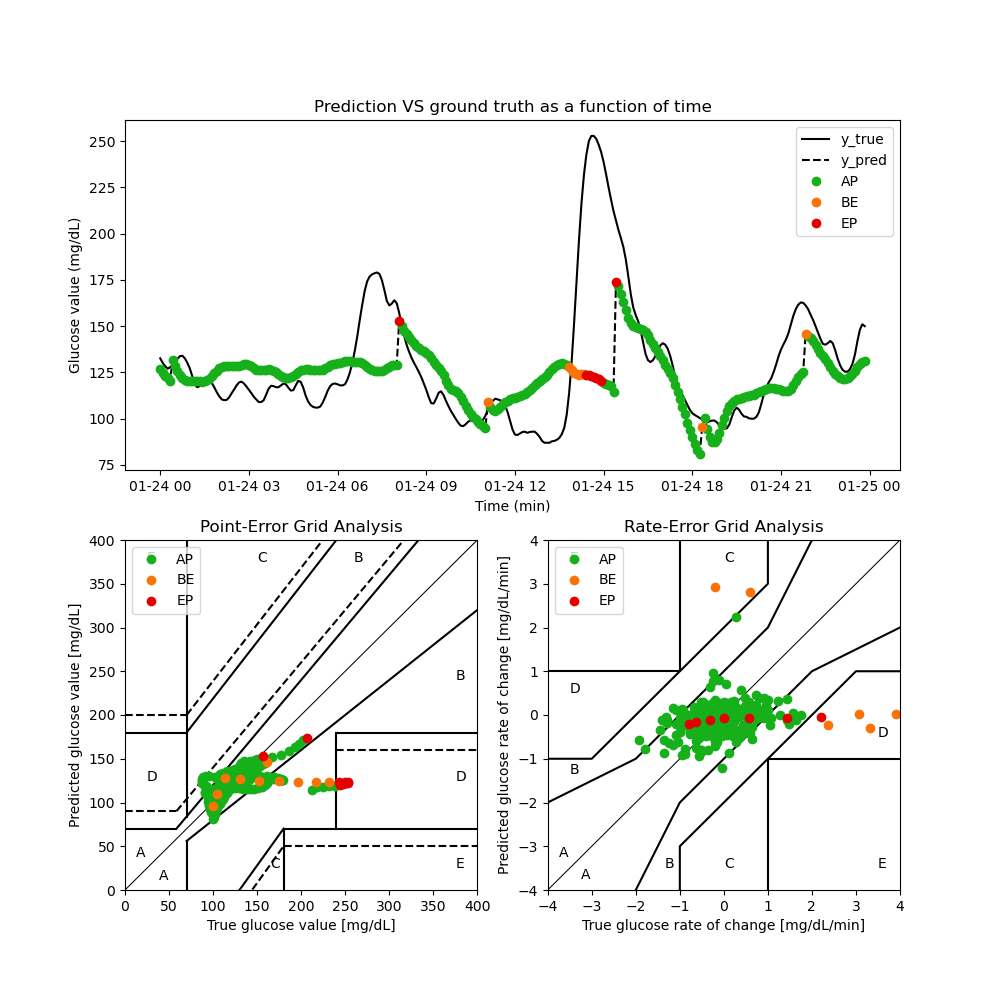 Prediction VS ground truth as a function of time
Glucose value (mg/dL)
250
225
200
175
150
125
100
75
y_true
y_pred
AP
BE
EP
01-24 00 01-24 03 01-24 06 01-24 09 01-24 12 01-24 15 01-24 18 01-24 21 01-25 00
Time (min)
Point-Error Grid Analysis
Predicted glucose value [mg/dL]
400
350
300
250
200
150
100
50
0
AP
BE
EP
C
B
B
D
D
A
A
C
E
0 50 100 150 200 250 300 350 400
True glucose value [mg/dL]
Rate-Error Grid Analysis
Predicted glucose rate of change [mg/dL/min]
4
3
2
1
0
−1
−2
−3
−4
AP
BE
EP
C
D
D
B
A
A
B
C
E
−4 −3 −2 −1 0 1 2 3 4
True glucose rate of change [mg/dL/min]